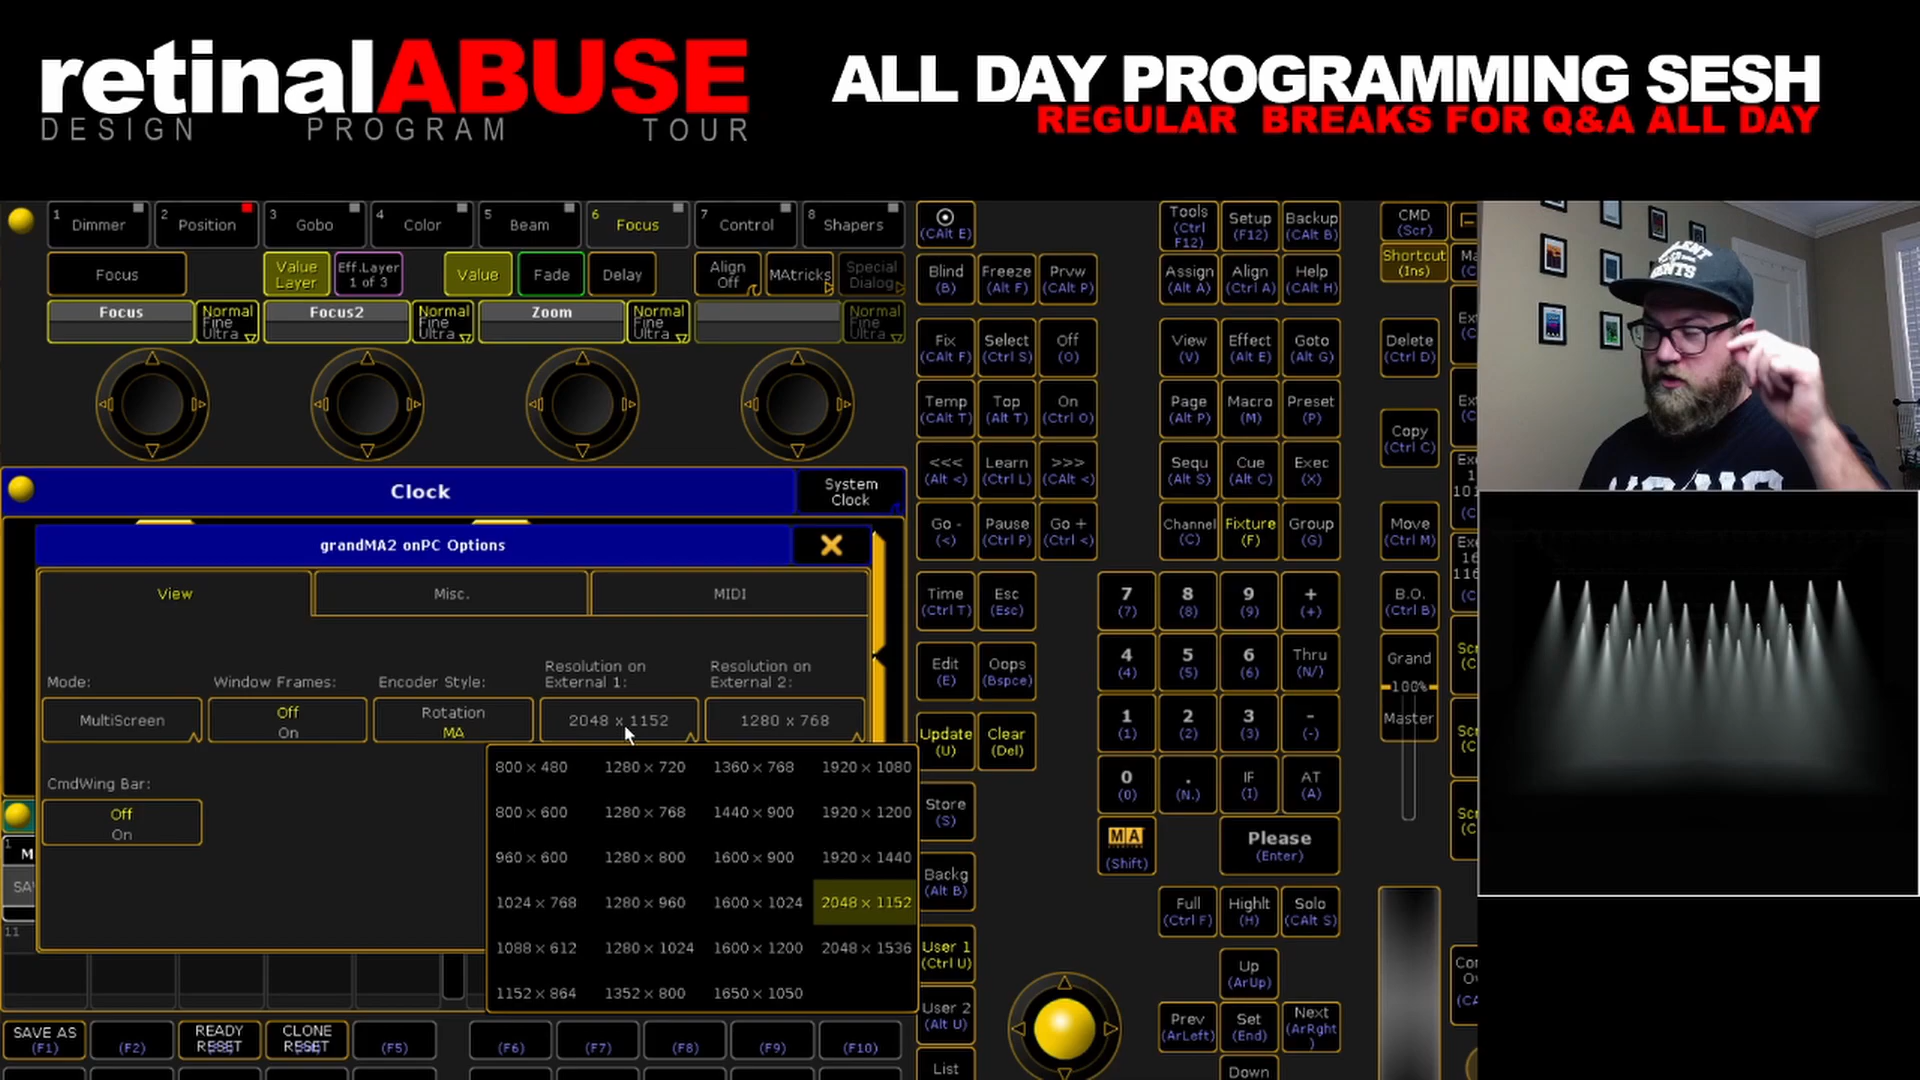 retinalABUSE
DESIGN PROGRAM TOUR
ALL DAY PROGRAMMING SESH
REGULAR BREAKS FOR Q&A ALL DAY
1 Dimmer
2 Position
3 Gobo
4 Color
5 Beam
6 Focus
7 Control
8 Shapers
Focus
Value Layer
Eff.Layer 1 of 3
Value
Fade
Delay
Align Off
MAtricks
Special Dialog
Focus
Normal
Fine
Ultra
Focus2
Normal
Fine
Ultra
Zoom
Normal
Fine
Ultra
Normal
Fine
Ultra
Clock
System Clock
grandMA2 onPC Options
View
Misc.
MIDI
Mode:
Window Frames:
Encoder Style:
Resolution on External 1:
Resolution on External 2:
MultiScreen
Off
On
Rotation
MA
2048 x 1152
1280 x 768
CmdWing Bar:
Off
On
800 x 480
1280 x 720
1360 x 768
1920 x 1080
800 x 600
1280 x 768
1440 x 900
1920 x 1200
960 x 600
1280 x 800
1600 x 900
1920 x 1440
1024 x 768
1280 x 960
1600 x 1024
2048 x 1152
1088 x 612
1280 x 1024
1600 x 1200
2048 x 1536
1152 x 864
1352 x 800
1650 x 1050
1
M
SA
11
SAVE AS (F1)
(F2)
READY RESET
CLONE RESET
(F5)
(F6)
(F7)
(F8)
(F9)
(F10)
(CAlt E)
Tools (Ctrl F12)
Setup (F12)
Backup (CAlt B)
CMD (Scr)
Blind (B)
Freeze (Alt F)
Prvw (CAlt P)
Assign (Alt A)
Align (Ctrl A)
Help (CAlt H)
Shortcut (Ins)
Ma
(C
Fix (CAlt F)
Select (Ctrl S)
Off (O)
View (V)
Effect (Alt E)
Goto (Alt G)
Delete (Ctrl D)
Temp (CAlt T)
Top (Alt T)
On (Ctrl O)
Page (Alt P)
Macro (M)
Preset (P)
Copy (Ctrl C)
<<< (Alt <)
Learn (Ctrl L)
>>> (CAlt <)
Sequ (Alt S)
Cue (Alt C)
Exec (X)
Go - (<)
Pause (Ctrl P)
Go + (Ctrl <)
Channel (C)
Fixture (F)
Group (G)
Move (Ctrl M)
Time (Ctrl T)
Esc (Esc)
7 (7)
8 (8)
9 (9)
+ (+)
B.O. (Ctrl B)
Edit (E)
Oops (Bspce)
4 (4)
5 (5)
6 (6)
Thru (N/)
Grand
100%
Master
Update (U)
Clear (Del)
1 (1)
2 (2)
3 (3)
- (-)
0 (0)
. (N.)
IF (I)
AT (A)
Store (S)
MA (Shift)
Please (Enter)
Backg (Alt B)
Full (Ctrl F)
Highlt (H)
Solo (CAlt S)
User 1 (Ctrl U)
Up (ArUp)
User 2 (Alt U)
Prev (ArLeft)
Set (End)
Next (ArRght)
List
Down